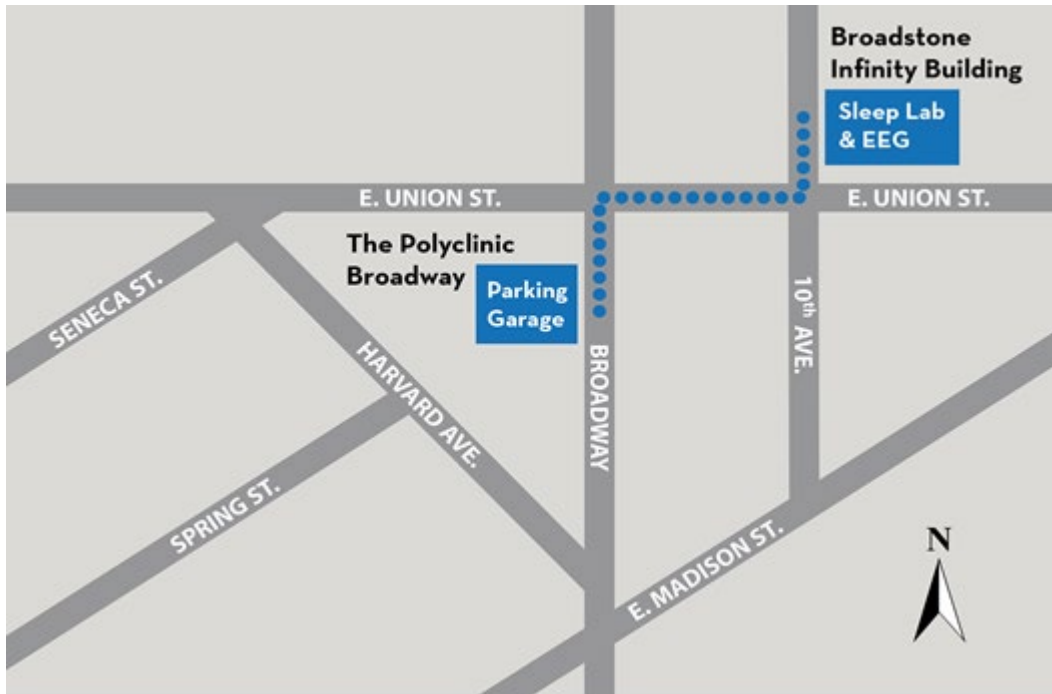 Broadstone
Infinity Building
Sleep Lab
& EEG
E. UNION ST.
E. UNION ST.
The Polyclinic
Broadway
Parking
Garage
SENECA ST.
HARVARD AVE.
BROADWAY
10th AVE.
SPRING ST.
E. MADISON ST.
N